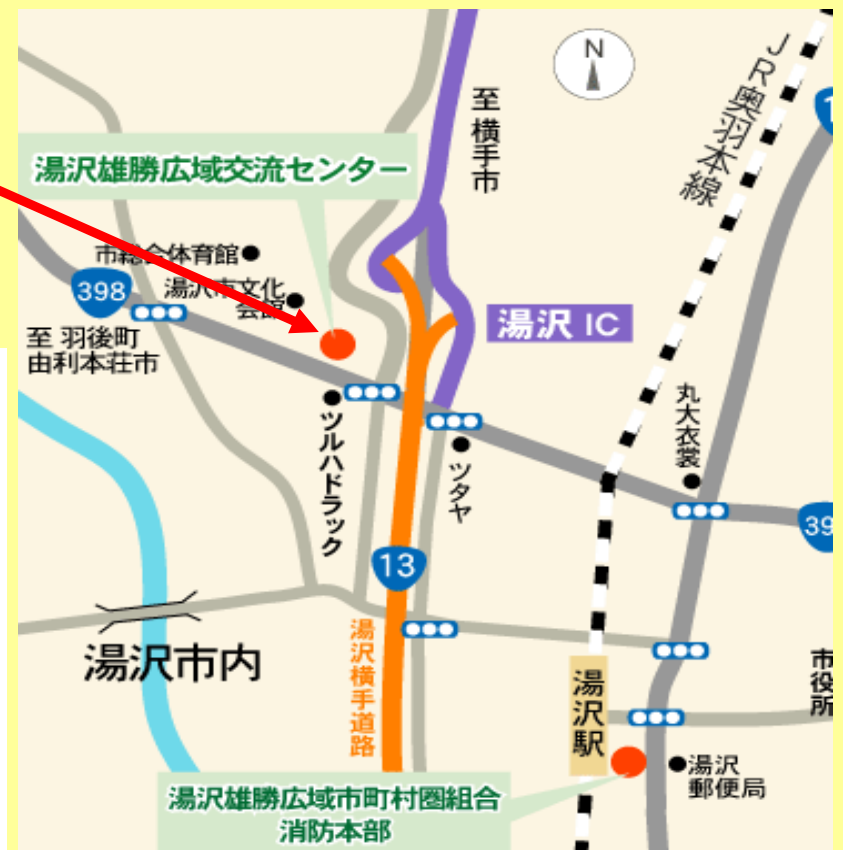 N
至 横手市
JR奥羽本線
1
湯沢雄勝広域交流センター
市総合体育館
398
湯沢市文化
会館
湯沢 IC
至 羽後町
由利本荘市
丸大衣裳
ツルハドラック
ツタヤ
39
13
湯沢横手道路
湯沢市内
湯沢駅
市役所
湯沢
郵便局
湯沢雄勝広域市町村圏組合
消防本部